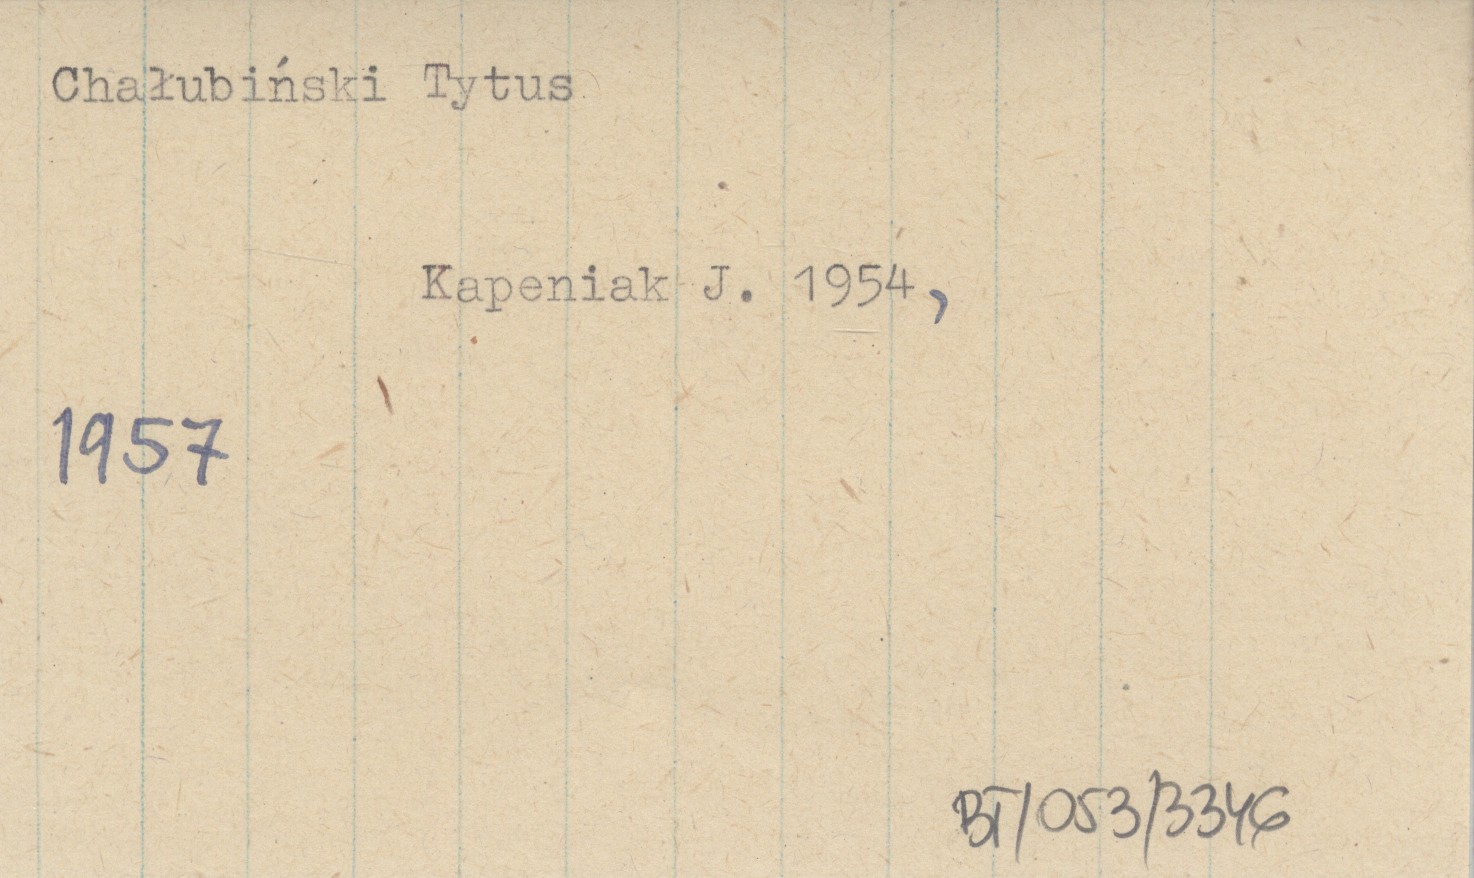 Chałubiński Tytus
Kapeniak J. 1954,
1957
BT/053/3346